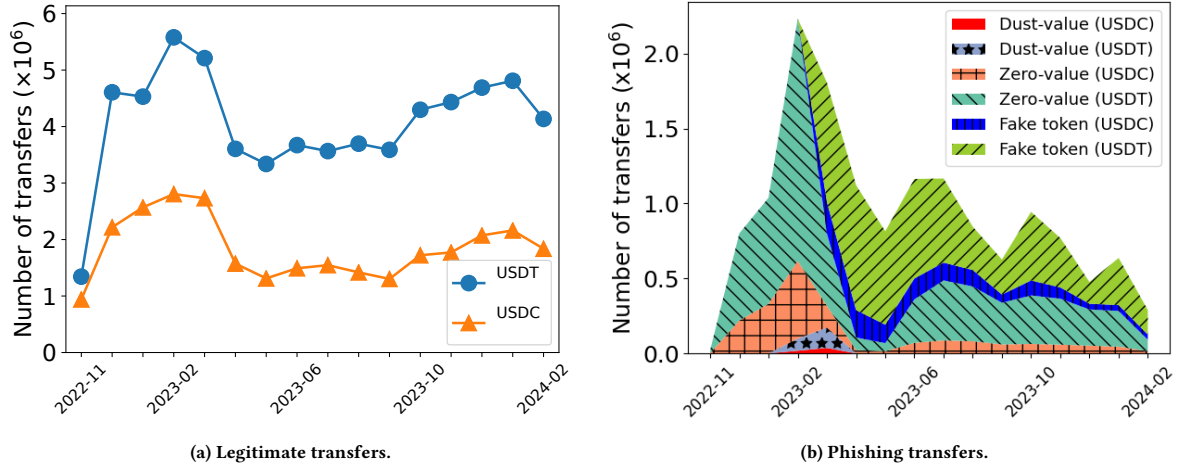 Number of transfers (×10⁶)
6
5
4
3
2
1
0
USDT
USDC
2022-11
2023-02
2023-06
2023-10
2024-02
(a) Legitimate transfers.
Number of transfers (x10⁶)
2.0
1.5
1.0
0.5
0.0
Dust-value (USDC)
Dust-value (USDT)
Zero-value (USDC)
Zero-value (USDT)
Fake token (USDC)
Fake token (USDT)
2022-11
2023-02
2023-06
2023-10
2024-02
(b) Phishing transfers.